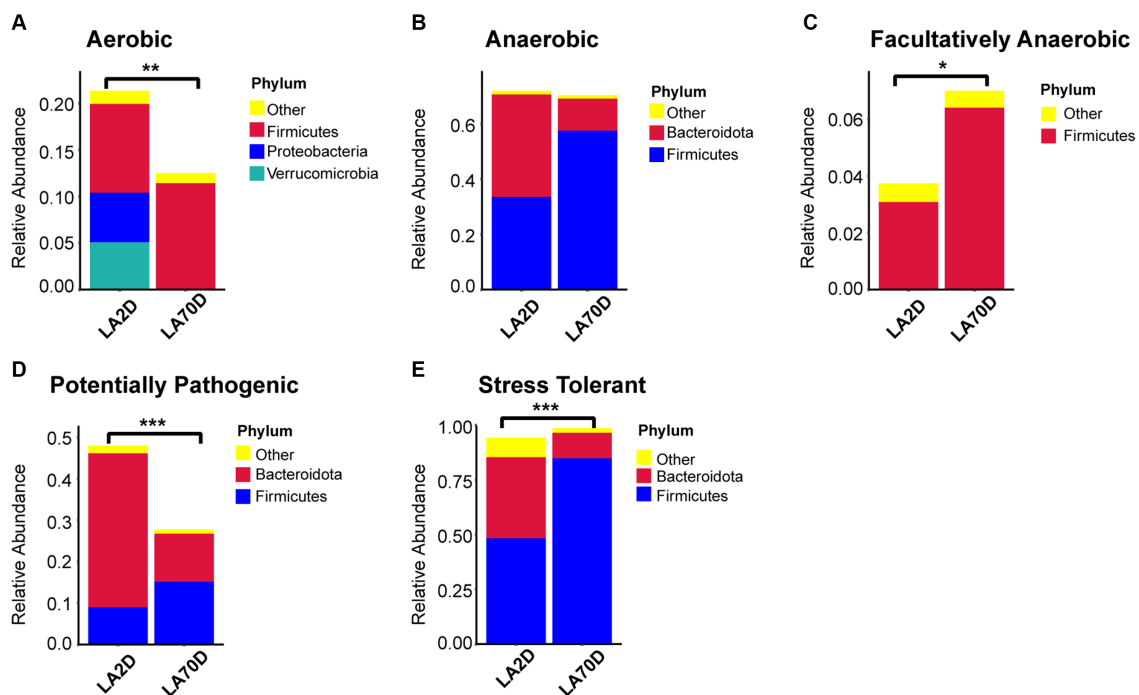 A
Aerobic
**
Relative Abundance
0.20
0.15
0.10
0.05
0.00
LA2D
LA70D
Phylum
Other
Firmicutes
Proteobacteria
Verrucomicrobia
B
Anaerobic
Relative Abundance
0.6
0.4
0.2
0.0
LA2D
LA70D
Phylum
Other
Bacteroidota
Firmicutes
C
Facultatively Anaerobic
*
Relative Abundance
0.06
0.04
0.02
0.00
LA2D
LA70D
Phylum
Other
Firmicutes
D
Potentially Pathogenic
***
Relative Abundance
0.5
0.4
0.3
0.2
0.1
0.0
LA2D
LA70D
Phylum
Other
Bacteroidota
Firmicutes
E
Stress Tolerant
***
Relative Abundance
1.00
0.75
0.50
0.25
0.00
LA2D
LA70D
Phylum
Other
Bacteroidota
Firmicutes